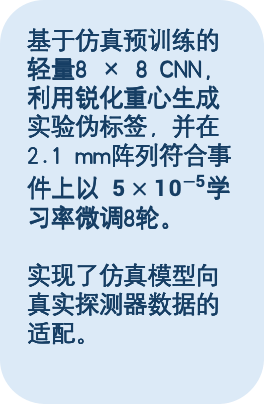 基于仿真预训练的
轻量8 × 8 CNN，
利用锐化重心生成
实验伪标签，并在
2.1 mm阵列符合事
件上以 5 × 10⁻⁵学
习率微调8轮。
实现了仿真模型向
真实探测器数据的
适配。